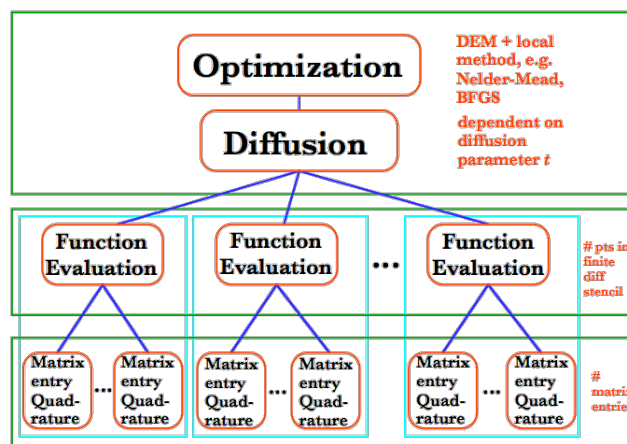 Optimization
DEM + local
method, e.g.
Nelder-Mead,
BFGS
Diffusion
dependent on
diffusion
parameter t
Function
Evaluation
Function
Evaluation
...
Function
Evaluation
# pts in
finite
diff
stencil
Matrix
entry
Quad-
rature
...
Matrix
entry
Quad-
rature
Matrix
entry
Quad-
rature
...
Matrix
entry
Quad-
rature
Matrix
entry
Quad-
rature
...
Matrix
entry
Quad-
rature
#
matrix
entries